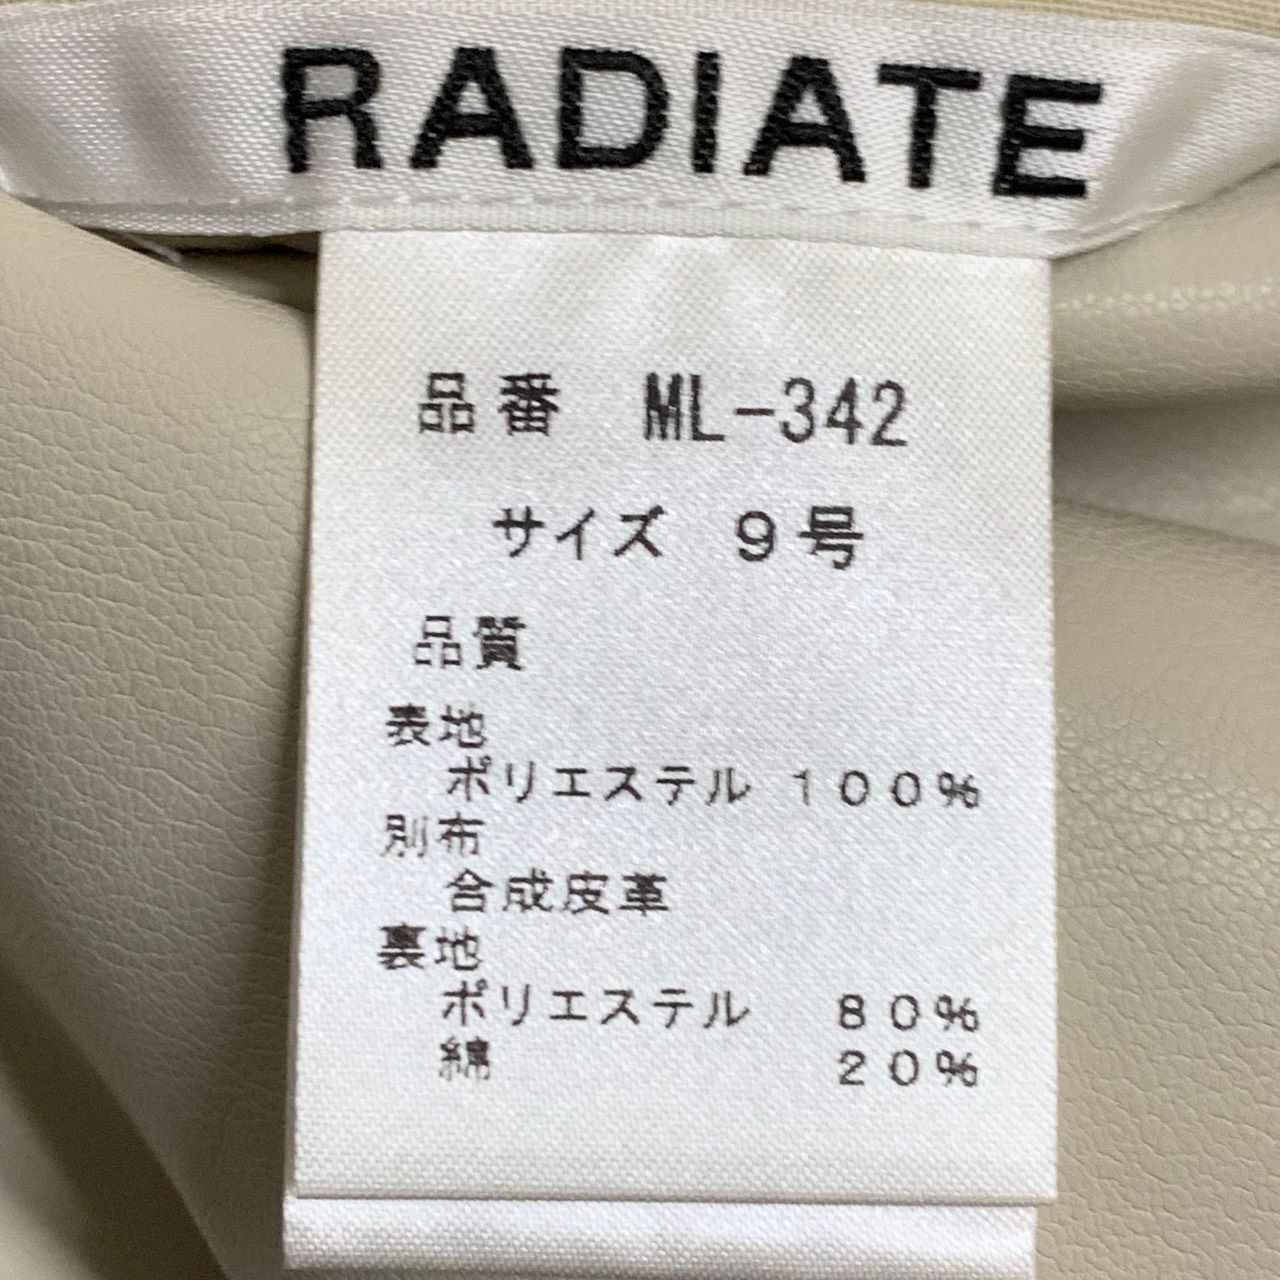 RADIATE
品番 ML-342
サイズ 9号
品質
表地
ポリエステル 100%
別布
合成皮革
裏地
ポリエステル 80%
綿 20%